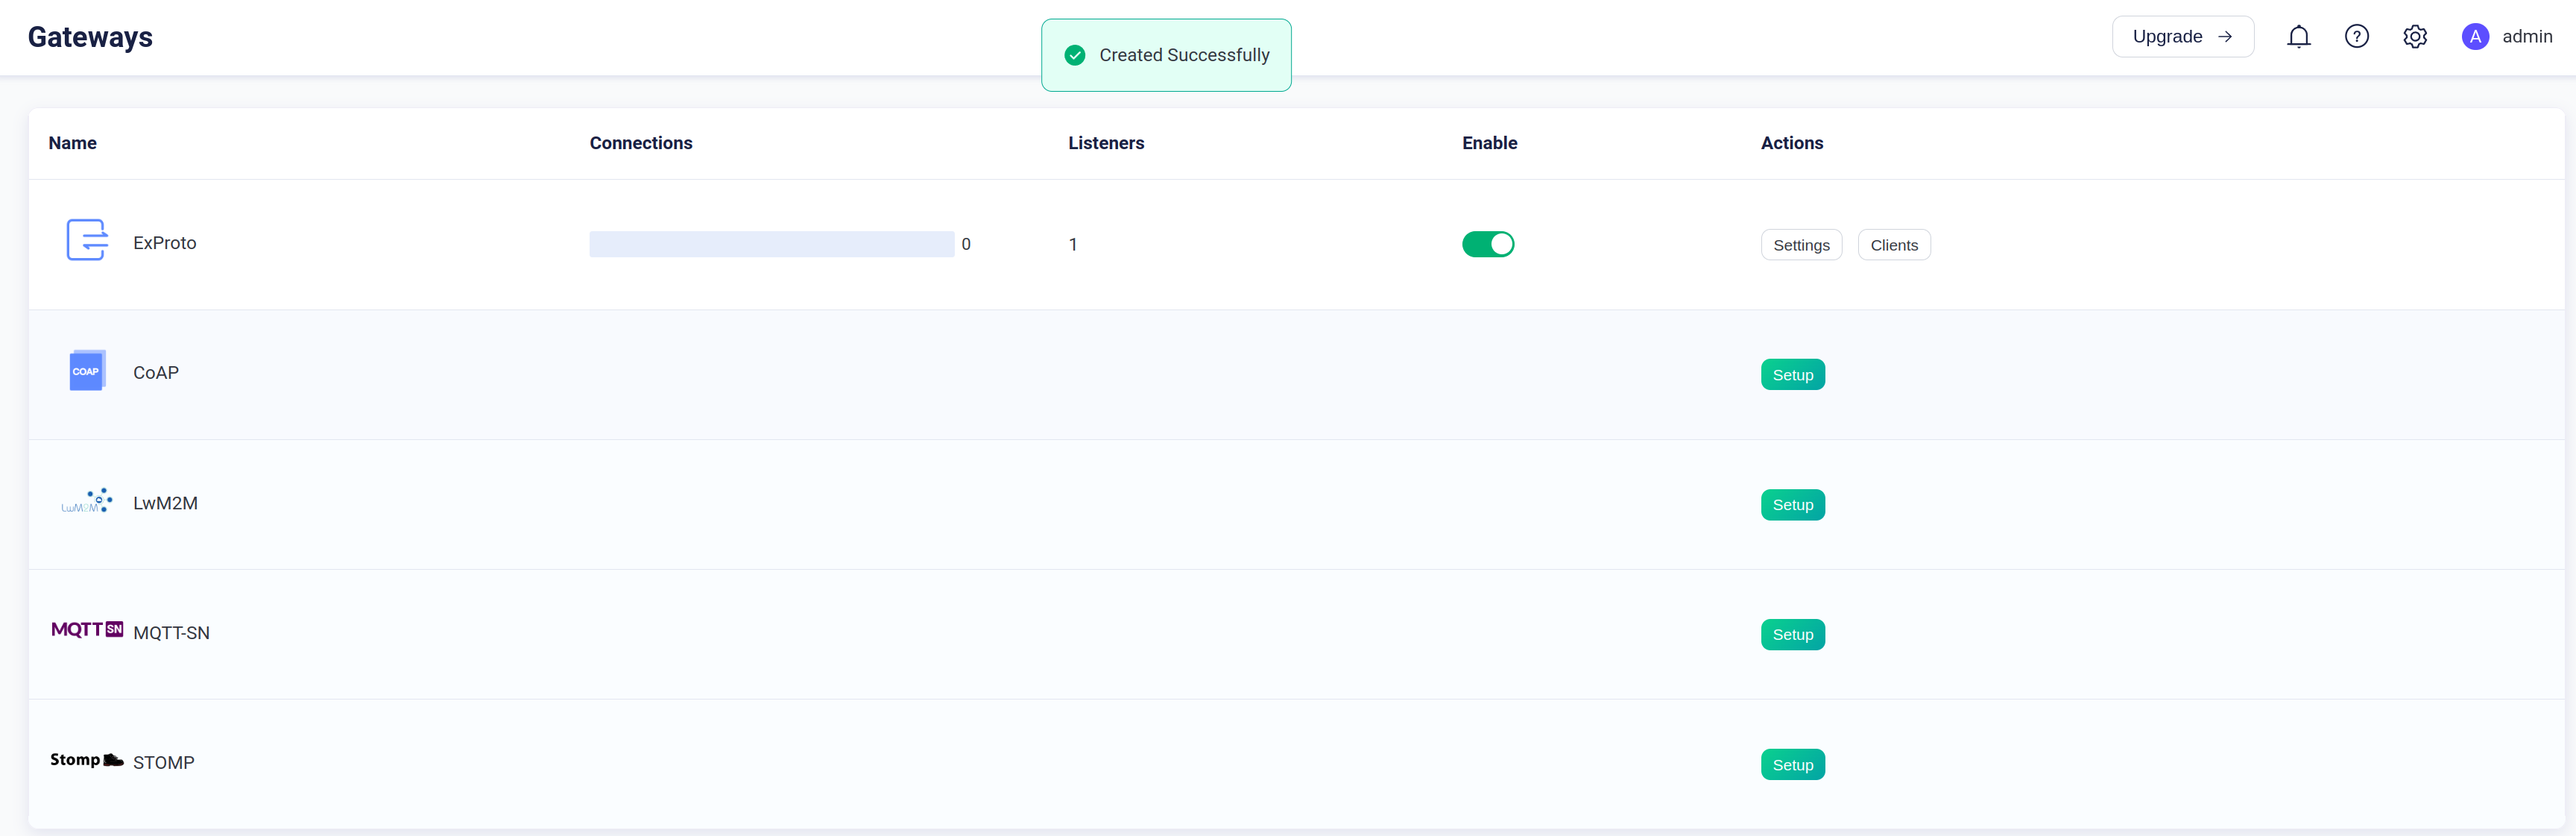 Gateways
Created Successfully
Upgrade
A admin
Name Connections Listeners Enable Actions
ExProto 0 1 Settings Clients
COAP CoAP Setup
LwM2M LwM2M Setup
MQTT SN MQTT-SN Setup
Stomp STOMP Setup